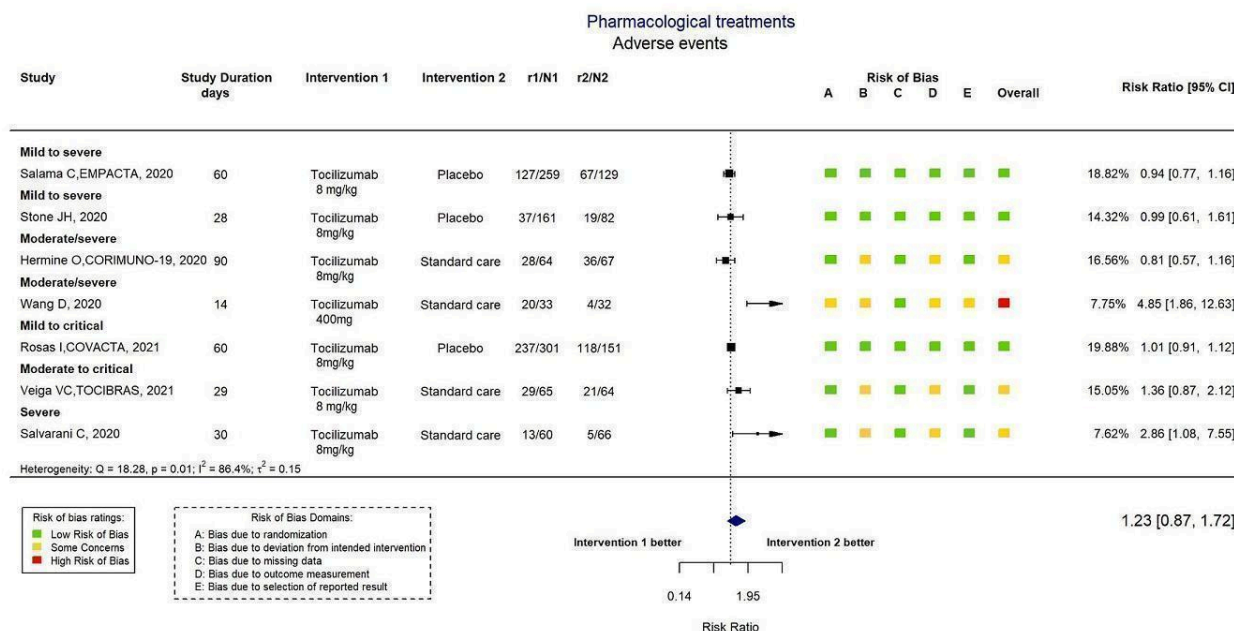 Pharmacological treatments
Adverse events
Study Study Duration days Intervention 1 Intervention 2 r1/N1 r2/N2 Risk of Bias A B C D E Overall Risk Ratio [95% CI]
Mild to severe
Salama C,EMPACTA, 2020 60 Tocilizumab 8 mg/kg Placebo 127/259 67/129 18.82% 0.94 [0.77, 1.16]
Mild to severe
Stone JH, 2020 28 Tocilizumab 8mg/kg Placebo 37/161 19/82 14.32% 0.99 [0.61, 1.61]
Moderate/severe
Hermine O,CORIMUNO-19, 2020 90 Tocilizumab 8mg/kg Standard care 28/64 36/67 16.56% 0.81 [0.57, 1.16]
Moderate/severe
Wang D, 2020 14 Tocilizumab 400mg Standard care 20/33 4/32 7.75% 4.85 [1.86, 12.63]
Mild to critical
Rosas I,COVACTA, 2021 60 Tocilizumab 8mg/kg Placebo 237/301 118/151 19.88% 1.01 [0.91, 1.12]
Moderate to critical
Veiga VC,TOCIBRAS, 2021 29 Tocilizumab 8 mg/kg Standard care 29/65 21/64 15.05% 1.36 [0.87, 2.12]
Severe
Salvarani C, 2020 30 Tocilizumab 8mg/kg Standard care 13/60 5/66 7.62% 2.86 [1.08, 7.55]
Heterogeneity: Q = 18.28, p = 0.01; I² = 86.4%; τ² = 0.15
Risk of bias ratings:
Low Risk of Bias
Some Concerns
High Risk of Bias
Risk of Bias Domains:
A: Bias due to randomization
B: Bias due to deviation from intended intervention
C: Bias due to missing data
D: Bias due to outcome measurement
E: Bias due to selection of reported result
1.23 [0.87, 1.72]
Intervention 1 better Intervention 2 better
0.14 1.95
Risk Ratio